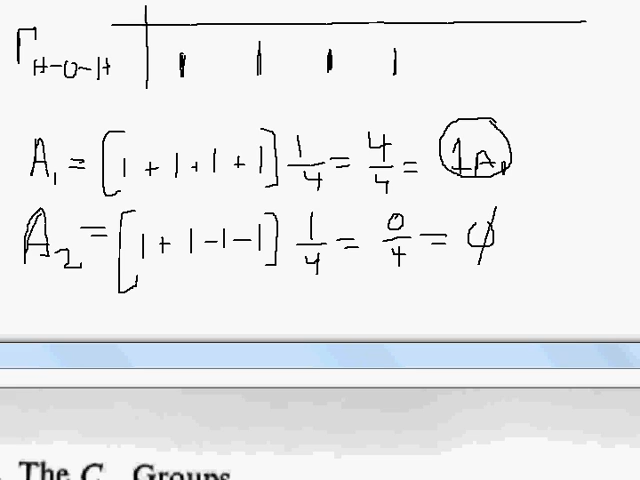 Γ H-O-H | 1 1 1 1
A₁ = [1 + 1 + 1 + 1] 1/4 = 4/4 = 1A₁
A₂ = [1 + 1 - 1 - 1] 1/4 = 0/4 = ϕ
The C Groups